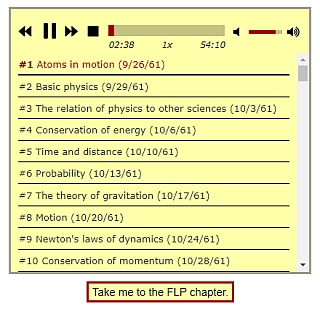 02:38 1x 54:10
#1 Atoms in motion (9/26/61)
#2 Basic physics (9/29/61)
#3 The relation of physics to other sciences (10/3/61)
#4 Conservation of energy (10/6/61)
#5 Time and distance (10/10/61)
#6 Probability (10/13/61)
#7 The theory of gravitation (10/17/61)
#8 Motion (10/20/61)
#9 Newton's laws of dynamics (10/24/61)
#10 Conservation of momentum (10/28/61)
Take me to the FLP chapter.